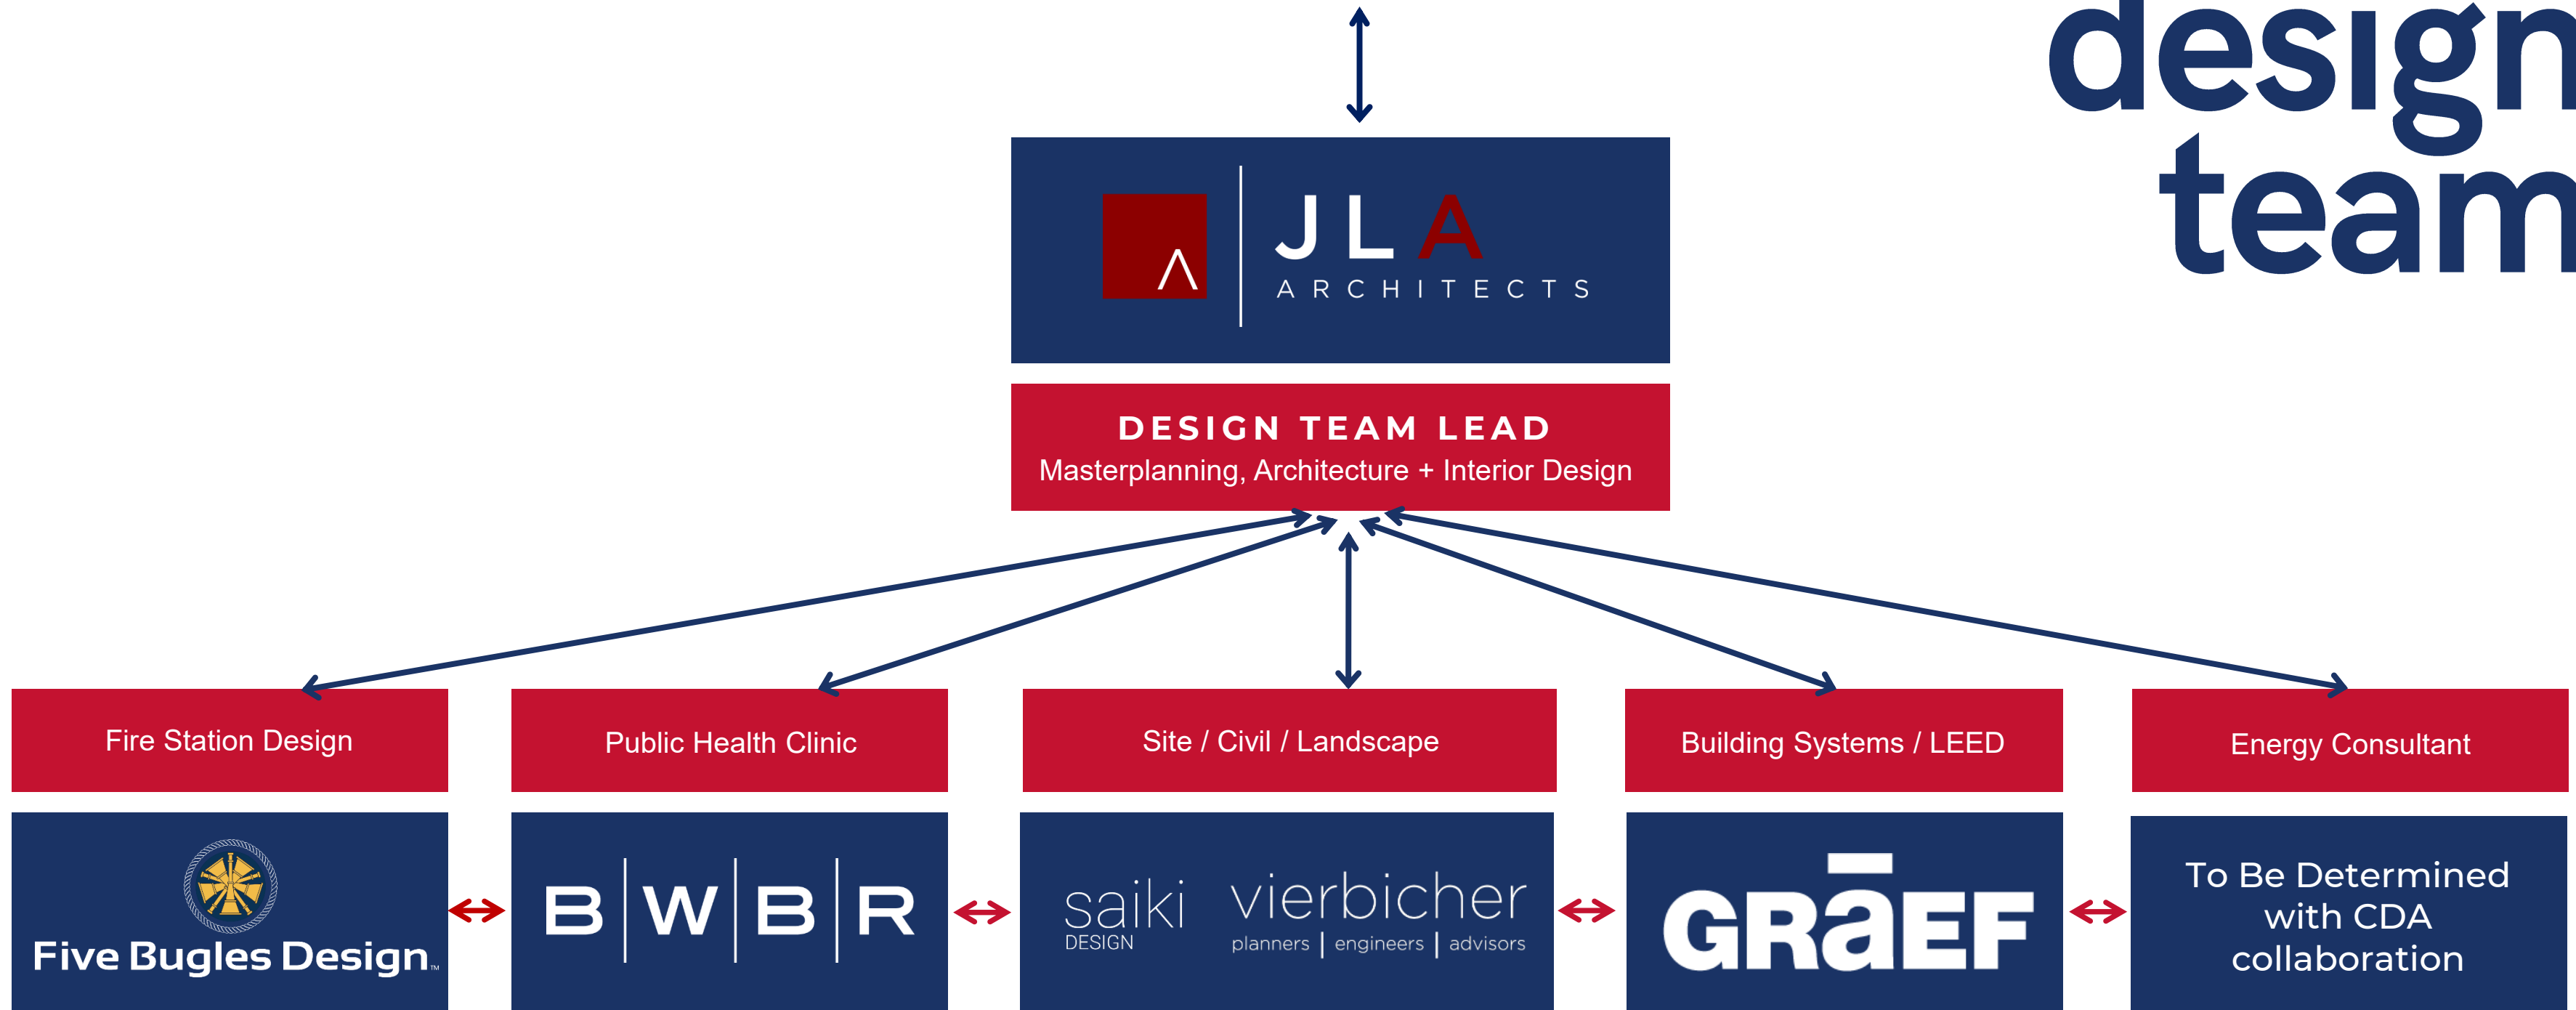 design
team
JLA
ARCHITECTS
DESIGN TEAM LEAD
Masterplanning, Architecture + Interior Design
Fire Station Design
Public Health Clinic
Site / Civil / Landscape
Building Systems / LEED
Energy Consultant
Five Bugles Design™
B|W|B|R
saiki
DESIGN
vierbicher
planners | engineers | advisors
GRaEF
To Be Determined
with CDA
collaboration